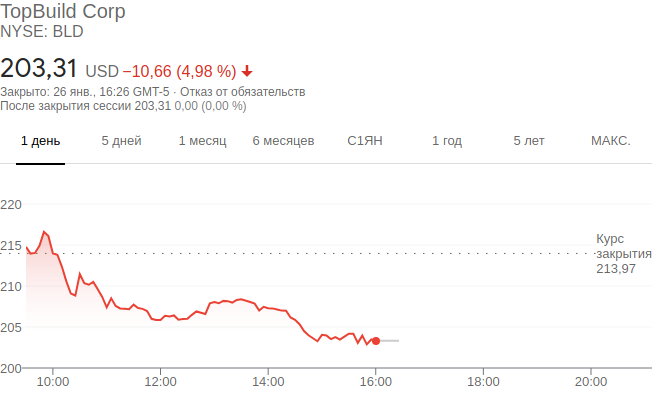 TopBuild Corp
NYSE: BLD
203,31 USD −10,66 (4,98 %)
Закрыто: 26 янв., 16:26 GMT-5 · Отказ от обязательств
После закрытия сессии 203,31 0,00 (0,00 %)
1 день 5 дней 1 месяц 6 месяцев С1ЯН 1 год 5 лет МАКС.
220
215
210
205
200
Курс
закрытия
213,97
10:00 12:00 14:00 16:00 18:00 20:00